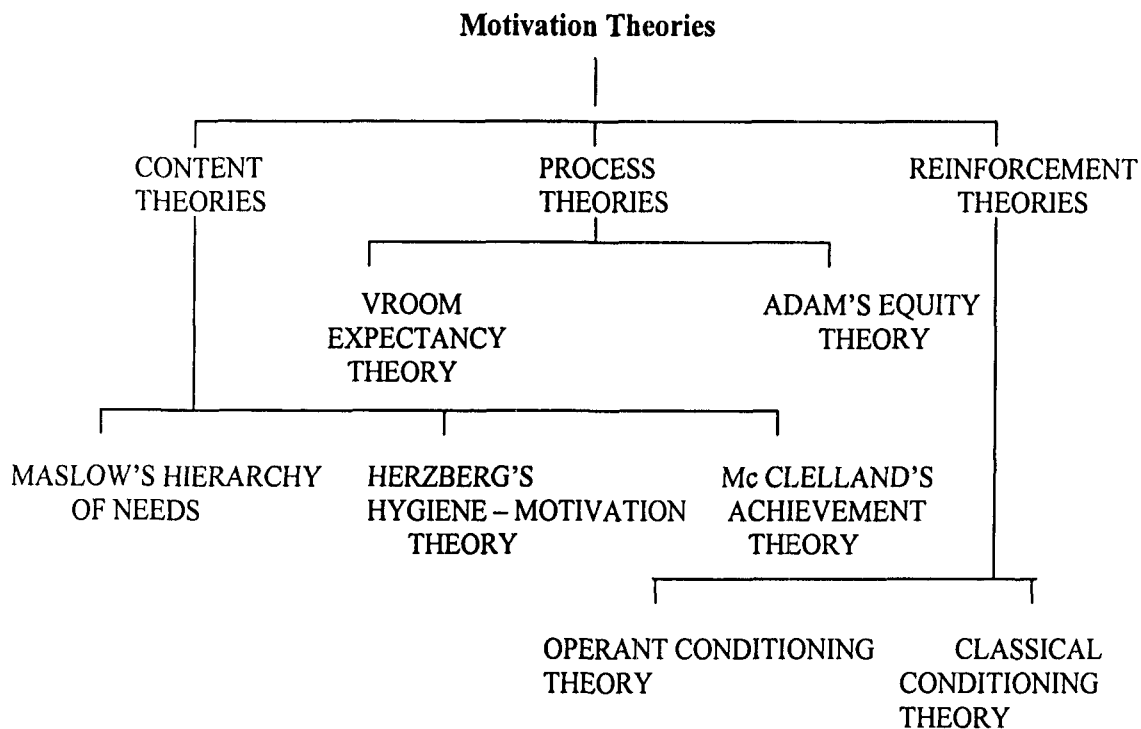 Motivation Theories
CONTENT
THEORIES
PROCESS
THEORIES
REINFORCEMENT
THEORIES
VROOM
EXPECTANCY
THEORY
ADAM'S EQUITY
THEORY
MASLOW'S HIERARCHY
OF NEEDS
HERZBERG'S
HYGIENE – MOTIVATION
THEORY
Mc CLELLAND'S
ACHIEVEMENT
THEORY
OPERANT CONDITIONING
THEORY
CLASSICAL
CONDITIONING
THEORY